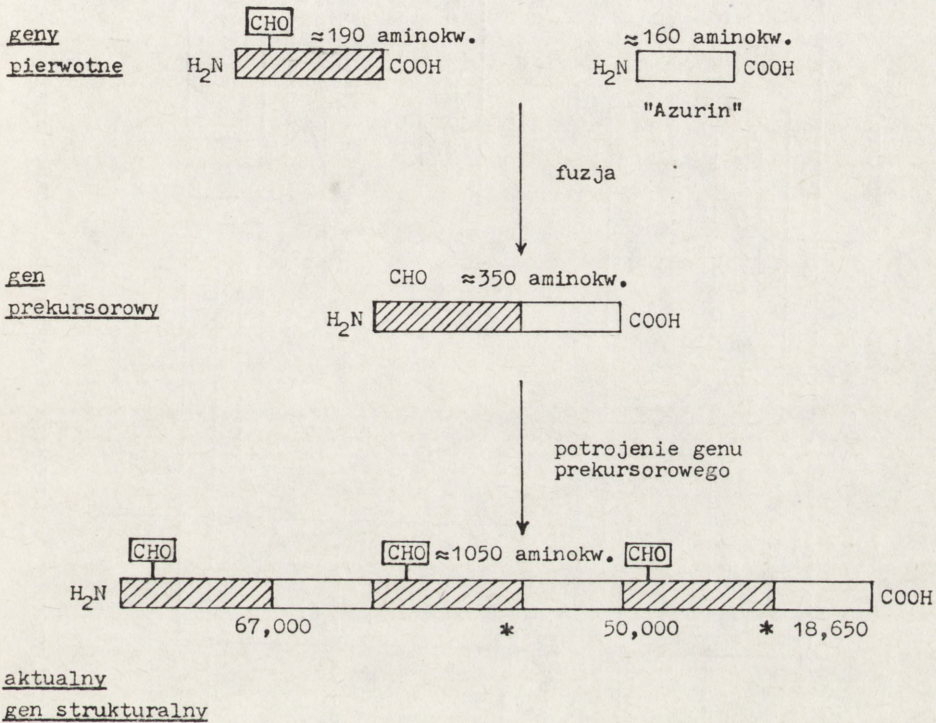 geny
pierwotne
CHO
≈190 aminokw.
H₂N COOH
≈160 aminokw.
H₂N COOH
"Azurin"
fuzja
gen
prekursorowy
CHO ≈350 aminokw.
H₂N COOH
potrojenie genu
prekursorowego
CHO CHO ≈1050 aminokw. CHO
H₂N COOH
67,000 * 50,000 * 18,650
aktualny
gen strukturalny